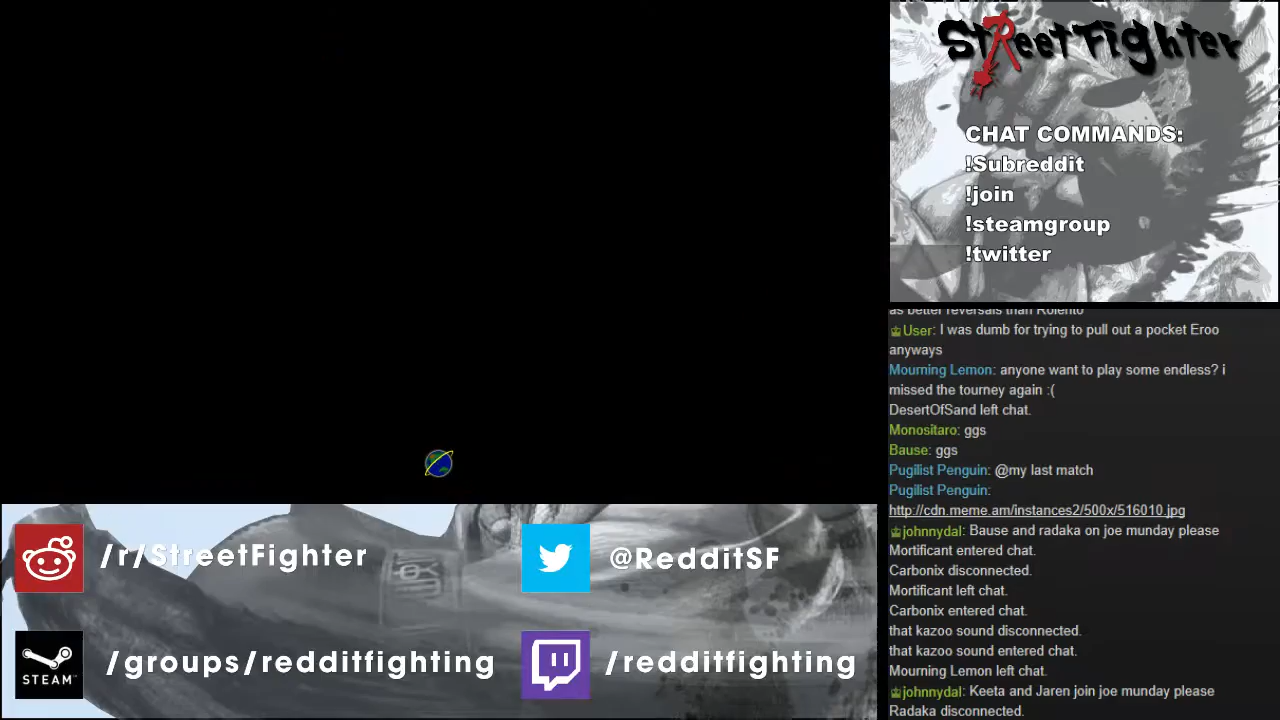 StreetFighter
CHAT COMMANDS:
!Subreddit
!join
!steamgroup
!twitter
as better reversals than Rolento
User: I was dumb for trying to pull out a pocket Eroo
anyways
Mourning Lemon: anyone want to play some endless? i
missed the tourney again :(
DesertOfSand left chat.
Monositaro: ggs
Bause: ggs
Pugilist Penguin: @my last match
Pugilist Penguin:
http://cdn.meme.am/instances2/500x/516010.jpg
johnnydal: Bause and radaka on joe munday please
Mortificant entered chat.
Carbonix disconnected.
Mortificant left chat.
Carbonix entered chat.
that kazoo sound disconnected.
that kazoo sound entered chat.
Mourning Lemon left chat.
johnnydal: Keeta and Jaren join joe munday please
Radaka disconnected.
/r/StreetFighter
@RedditSF
STEAM
/groups/redditfighting
/redditfighting